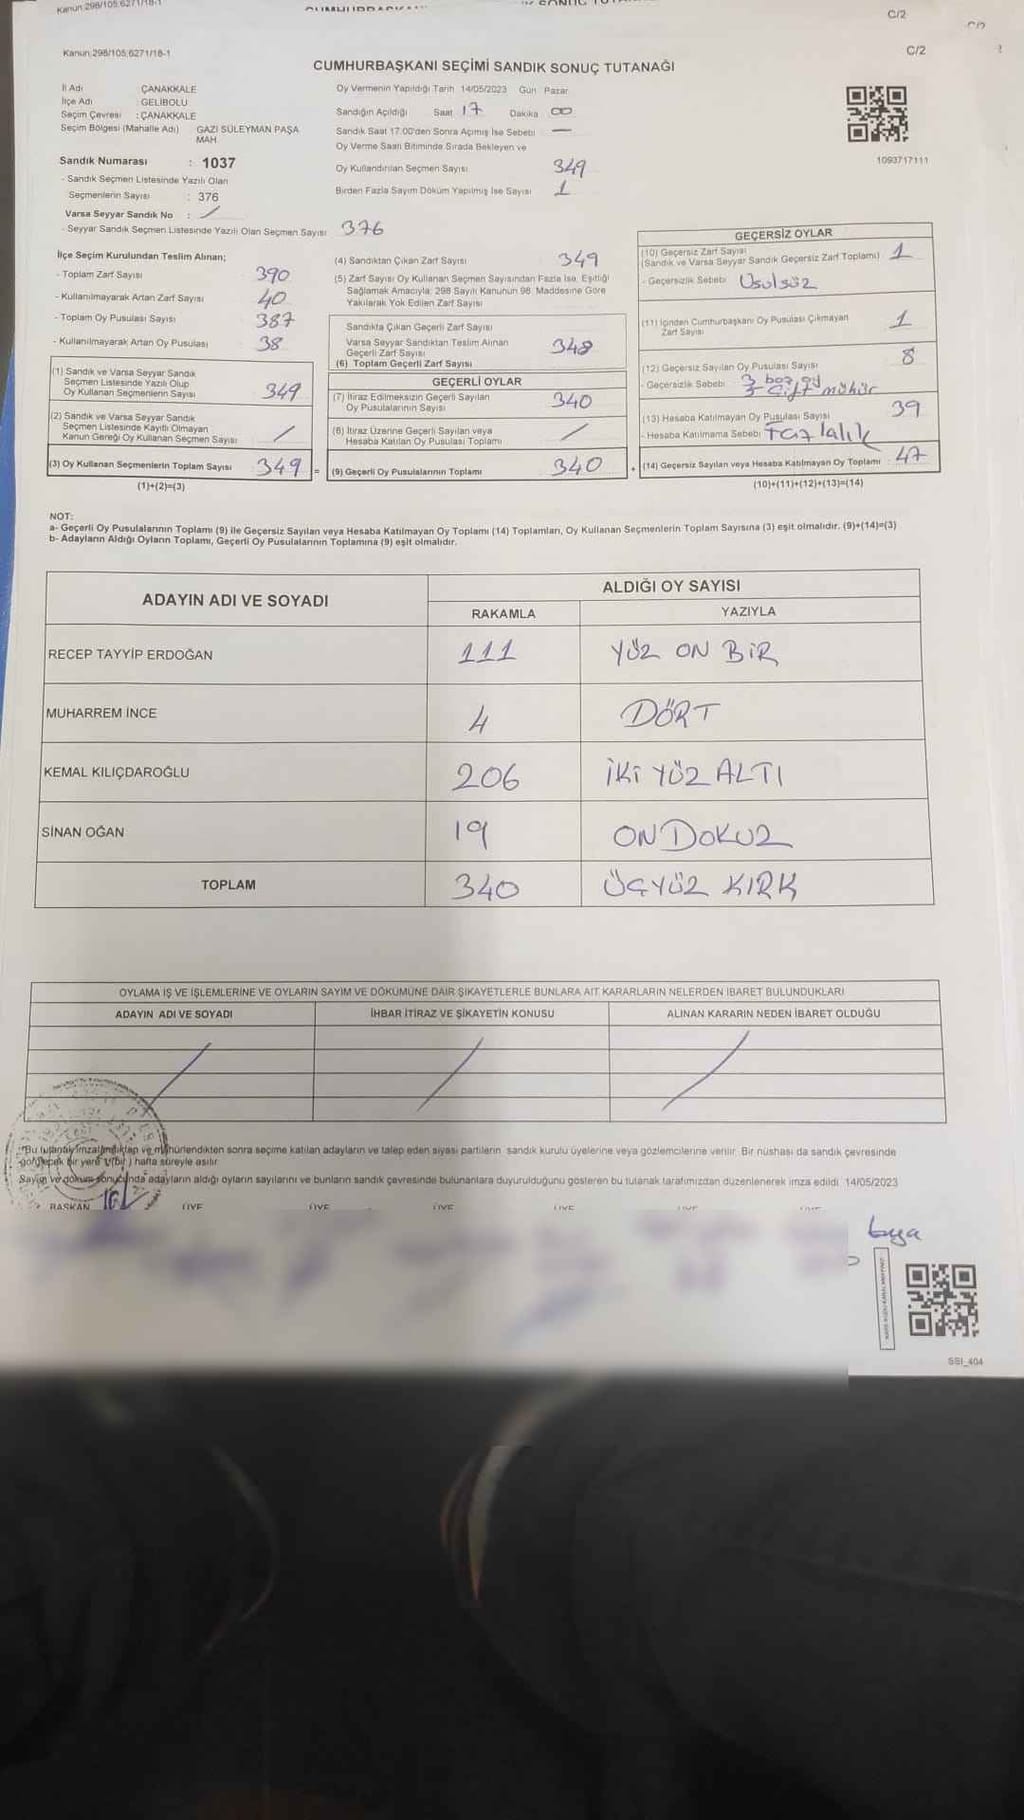 Kanun 298/105,6271/18-1
C/2
Kanun 298/105,6271/18-1
C/2
CUMHURBAŞKANI SEÇİMİ SANDIK SONUÇ TUTANAĞI
İl Adı ÇANAKKALE
İlçe Adı GELİBOLU
Seçim Çevresi : ÇANAKKALE
Seçim Bölgesi (Mahalle Adı) GAZİ SÜLEYMAN PAŞA
MAH
Sandık Numarası : 1037
- Sandık Seçmen Listesinde Yazılı Olan
Seçmenlerin Sayısı : 376
Varsa Seyyar Sandık No :
- Seyyar Sandık Seçmen Listesinde Yazılı Olan Seçmen Sayısı 376
Oy Vermenin Yapıldığı Tarih 14/05/2023 Gün Pazar
Sandığın Açıldığı Saat 17 Dakika 00
Sandık Saat 17.00'den Sonra Açımış İse Sebebi —
Oy Verme Saati Bitiminde Sırada Bekleyen ve
Oy Kullandırılan Seçmen Sayısı 349
Birden Fazla Sayım Döküm Yapılmış İse Sayısı 1
1093717111
İlçe Seçim Kurulundan Teslim Alınan;
- Toplam Zarf Sayısı 390
- Kullanılmayarak Artan Zarf Sayısı 40
- Toplam Oy Pusulası Sayısı 387
- Kullanılmayarak Artan Oy Pusulası 38
(1) Sandık ve Varsa Seyyar Sandık
Seçmen Listesinde Yazılı Olup
Oy Kullanan Seçmenlerin Sayısı 349
(2) Sandık ve Varsa Seyyar Sandık
Seçmen Listesinde Kayıtlı Olmayan
Kanun Gereği Oy Kullanan Seçmen Sayısı /
(3) Oy Kullanan Seçmenlerin Toplam Sayısı 349 =
(1)+(2)=(3)
(4) Sandıktan Çıkan Zarf Sayısı 349
(5) Zarf Sayısı Oy Kullanan Seçmen Sayısından Fazla İse, Eşitliği
Sağlamak Amacıyla; 298 Sayılı Kanunun 98. Maddesine Göre
Yakılarak Yok Edilen Zarf Sayısı
Sandıkta Çıkan Geçerli Zarf Sayısı
Varsa Seyyar Sandıktan Teslim Alınan
Geçerli Zarf Sayısı 348
(6) Toplam Geçerli Zarf Sayısı
GEÇERLİ OYLAR
(7) İtiraz Edilmeksizin Geçerli Sayılan
Oy Pusulalarının Sayısı 340
(8) İtiraz Üzerine Geçerli Sayılan veya
Hesaba Katılan Oy Pusulası Toplamı /
(9) Geçerli Oy Pusulalarının Toplamı 340 +
GEÇERSİZ OYLAR
(10) Geçersiz Zarf Sayısı
(Sandık ve Varsa Seyyar Sandık Geçersiz Zarf Toplamı) 1
- Geçersizlik Sebebi Usulsüz
(11) İçinden Cumhurbaşkanı Oy Pusulası Çıkmayan
Zarf Sayısı 1
(12) Geçersiz Sayılan Oy Pusulası Sayısı 8
- Geçersizlik Sebebi 3 boş oy
çift mühür
(13) Hesaba Katılmayan Oy Pusulası Sayısı 39
- Hesaba Katılmama Sebebi Fazlalık
(14) Geçersiz Sayılan veya Hesaba Katılmayan Oy Toplamı 47
(10)+(11)+(12)+(13)=(14)
NOT:
a- Geçerli Oy Pusulalarının Toplamı (9) ile Geçersiz Sayılan veya Hesaba Katılmayan Oy Toplamı (14) Toplamları, Oy Kullanan Seçmenlerin Toplam Sayısına (3) eşit olmalıdır. (9)+(14)=(3)
b- Adayların Aldığı Oyların Toplamı, Geçerli Oy Pusulalarının Toplamına (9) eşit olmalıdır.
ADAYIN ADI VE SOYADI
ALDIĞI OY SAYISI
RAKAMLA YAZIYLA
RECEP TAYYİP ERDOĞAN 111 YÜZ ON BİR
MUHARREM İNCE 4 DÖRT
KEMAL KILIÇDAROĞLU 206 İKİ YÜZ ALTI
SİNAN OĞAN 19 ON DOKUZ
TOPLAM 340 ÜÇYÜZ KIRK
OYLAMA İŞ VE İŞLEMLERİNE VE OYLARIN SAYIM VE DÖKÜMÜNE DAİR ŞİKAYETLERLE BUNLARA AİT KARARLARIN NELERDEN İBARET BULUNDUKLARI
ADAYIN ADI VE SOYADI İHBAR İTİRAZ VE ŞİKAYETİN KONUSU ALINAN KARARIN NEDEN İBARET OLDUĞU
"Bu tutanak imzalandıktan ve mühürlendikten sonra seçime katılan adayların ve talep eden siyasi partilerin sandık kurulu üyelerine veya gözlemcilerine verilir. Bir nüshası da sandık çevresinde
görülecek bir yere 1 (bir) hafta süreyle asılır.
Sayım ve döküm sonucunda adayların aldığı oyların sayılarını ve bunların sandık çevresinde bulunanlara duyurulduğunu gösteren bu tutanak tarafımızdan düzenlenerek imza edildi. 14/05/2023
BAŞKAN ÜYE ÜYE ÜYE ÜYE ÜYE
SSI_404